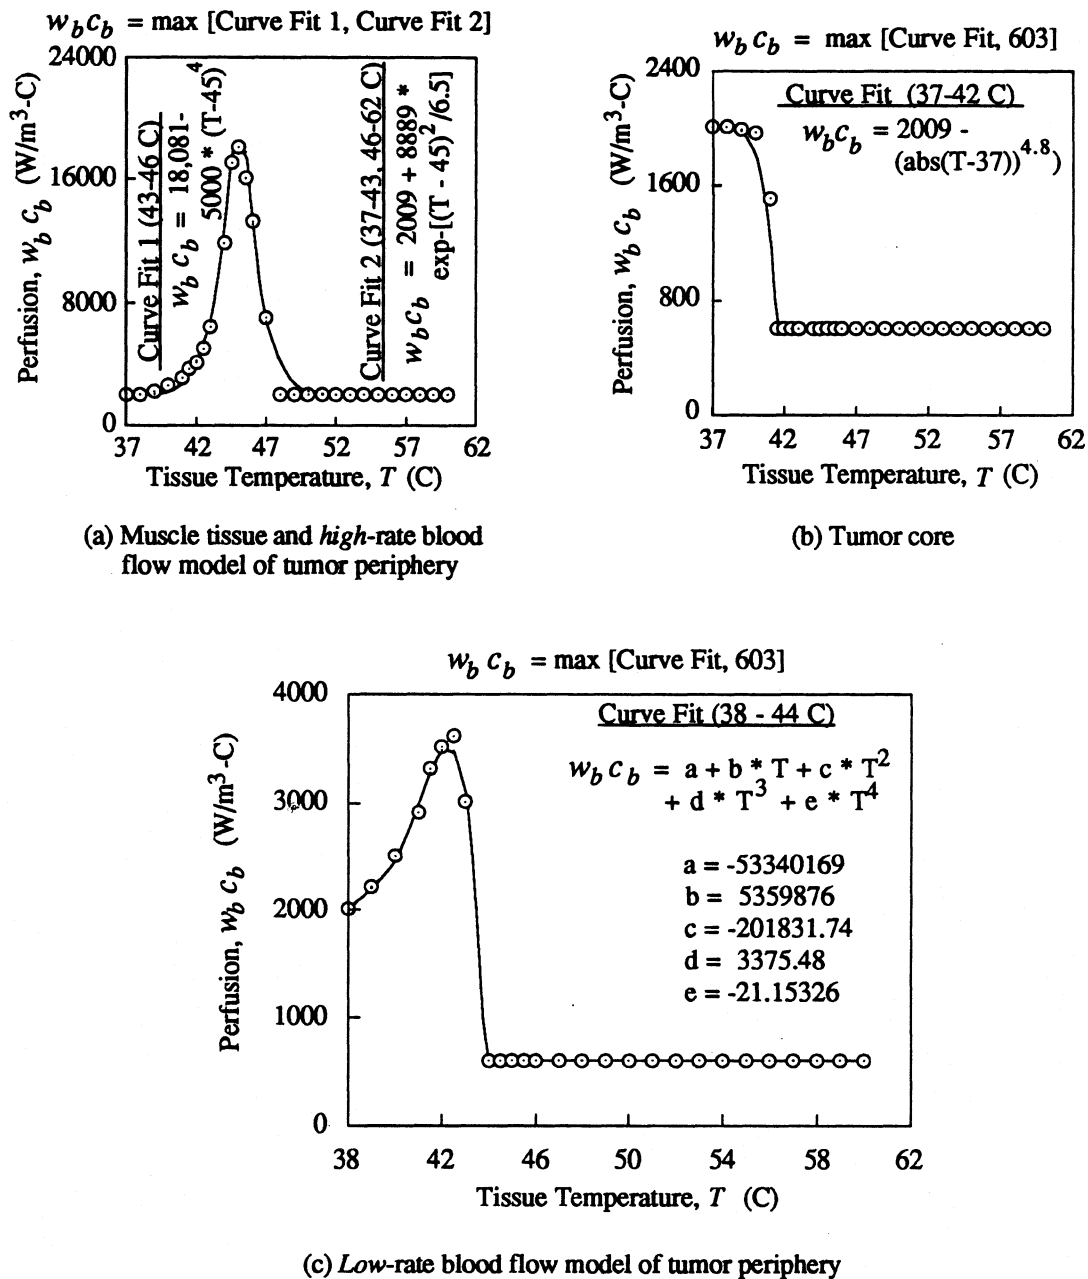 w_b c_b = max [Curve Fit 1, Curve Fit 2]
24000
16000
8000
0
Perfusion, w_b c_b (W/m³-C)
Curve Fit 1 (43-46 C)
w_b c_b = 18,081-
5000 * (T-45)⁴
Curve Fit 2 (37-43, 46-62 C)
w_b c_b = 2009 + 8889 *
exp-[(T - 45)²/6.5]
37 42 47 52 57 62
Tissue Temperature, T (C)
(a) Muscle tissue and high-rate blood
flow model of tumor periphery
w_b c_b = max [Curve Fit, 603]
2400
1600
800
0
Perfusion, w_b c_b (W/m³-C)
Curve Fit (37-42 C)
w_b c_b = 2009 -
(abs(T-37))⁴·⁸)
37 42 47 52 57 62
Tissue Temperature, T (C)
(b) Tumor core
w_b c_b = max [Curve Fit, 603]
4000
3000
2000
1000
0
Perfusion, w_b c_b (W/m³-C)
Curve Fit (38 - 44 C)
w_b c_b = a + b * T + c * T²
+ d * T³ + e * T⁴
a = -53340169
b = 5359876
c = -201831.74
d = 3375.48
e = -21.15326
38 42 46 50 54 58 62
Tissue Temperature, T (C)
(c) Low-rate blood flow model of tumor periphery